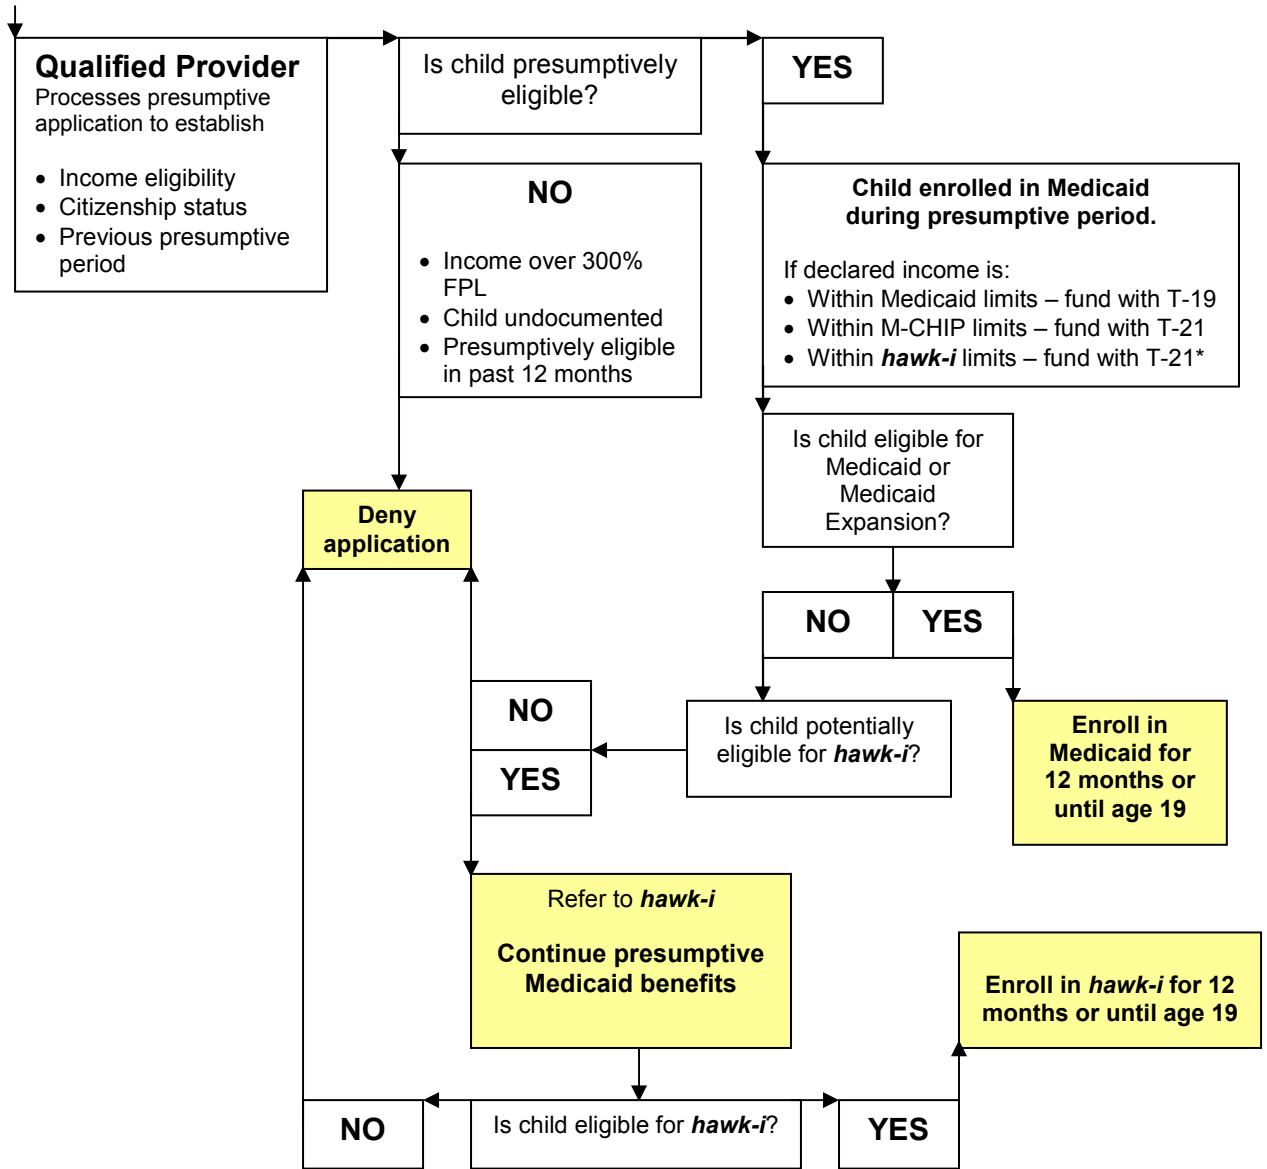 Qualified Provider
Processes presumptive
application to establish
• Income eligibility
• Citizenship status
• Previous presumptive
period
Is child presumptively
eligible?
YES
NO
• Income over 300%
FPL
• Child undocumented
• Presumptively eligible
in past 12 months
Child enrolled in Medicaid
during presumptive period.
If declared income is:
• Within Medicaid limits – fund with T-19
• Within M-CHIP limits – fund with T-21
• Within hawk-i limits – fund with T-21*
Is child eligible for
Medicaid or
Medicaid
Expansion?
Deny
application
NO
YES
NO
YES
Is child potentially
eligible for hawk-i?
Enroll in
Medicaid for
12 months or
until age 19
Refer to hawk-i
Continue presumptive
Medicaid benefits
Enroll in hawk-i for 12
months or until age 19
NO
Is child eligible for hawk-i?
YES